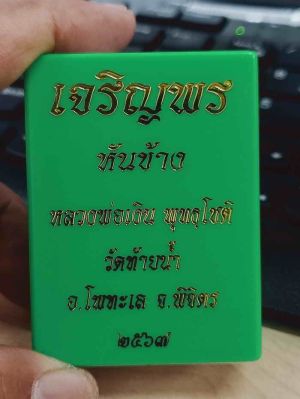 เจริญพร
หันข้าง
หลวงพ่อเงิน พุทธโชติ
วัดท้ายน้ำ
อ.โพทะเล จ.พิจิตร
๒๕๖๗